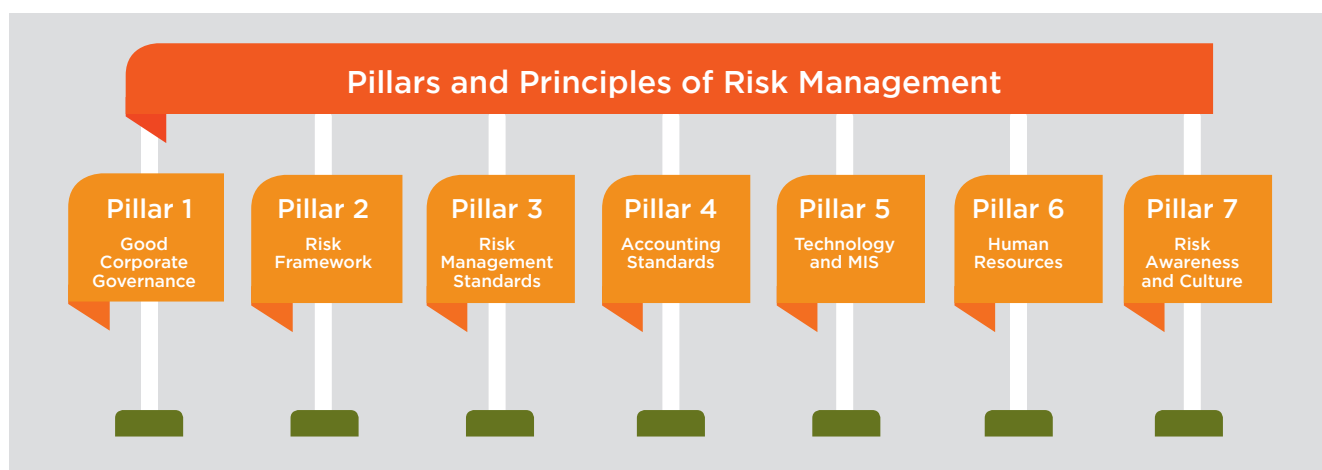 Pillars and Principles of Risk Management
Pillar 1
Good
Corporate
Governance
Pillar 2
Risk
Framework
Pillar 3
Risk
Management
Standards
Pillar 4
Accounting
Standards
Pillar 5
Technology
and MIS
Pillar 6
Human
Resources
Pillar 7
Risk
Awareness
and Culture